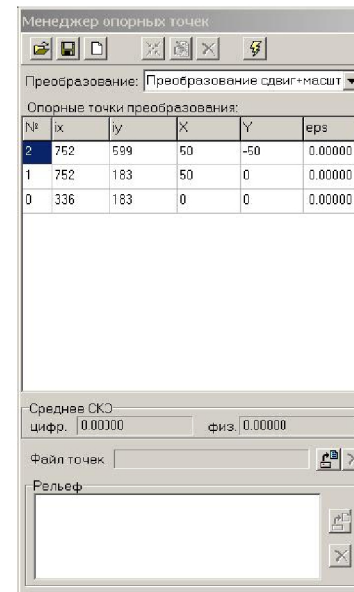 Менеджер опорных точек
Преобразование: Преобразование сдвиг+масшт
Опорные точки преобразования:
№ ix iy X Y eps
2 752 599 50 -50 0.00000
1 752 183 50 0 0.00000
0 336 183 0 0 0.00000
Среднее СКО
цифр. 0.00000 физ. 0.00000
Файл точек
Рельеф